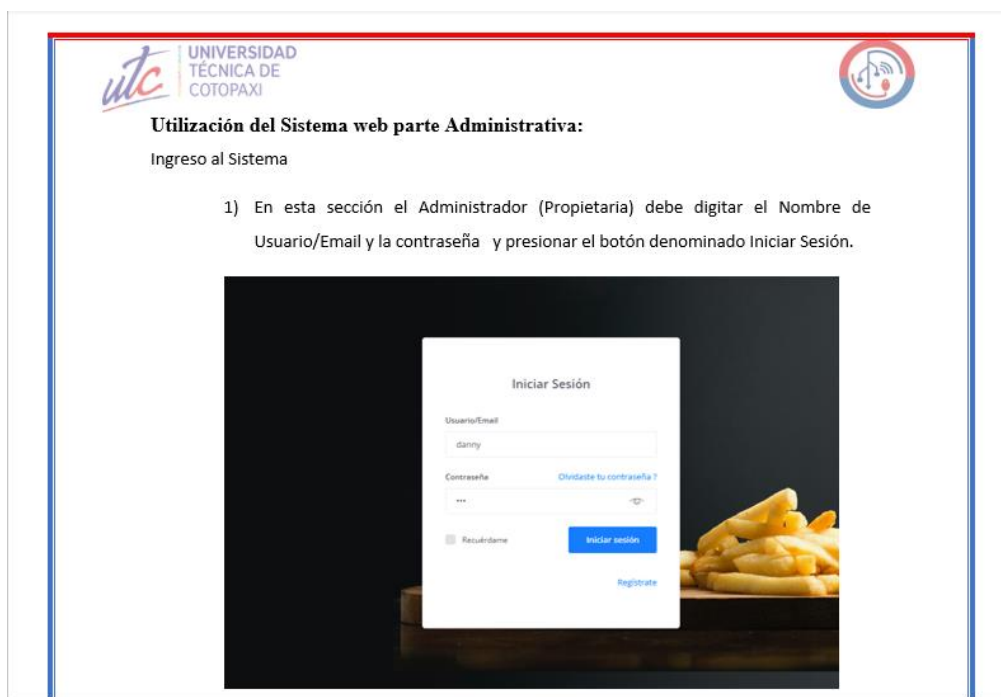 utc
UNIVERSIDAD
TÉCNICA DE
COTOPAXI
Utilización del Sistema web parte Administrativa:
Ingreso al Sistema
1) En esta sección el Administrador (Propietaria) debe digitar el Nombre de
Usuario/Email y la contraseña y presionar el botón denominado Iniciar Sesión.
Iniciar Sesión
Usuario/Email
danny
Contraseña Olvidaste tu contraseña ?
•••
Recuérdame Iniciar sesión
Regístrate